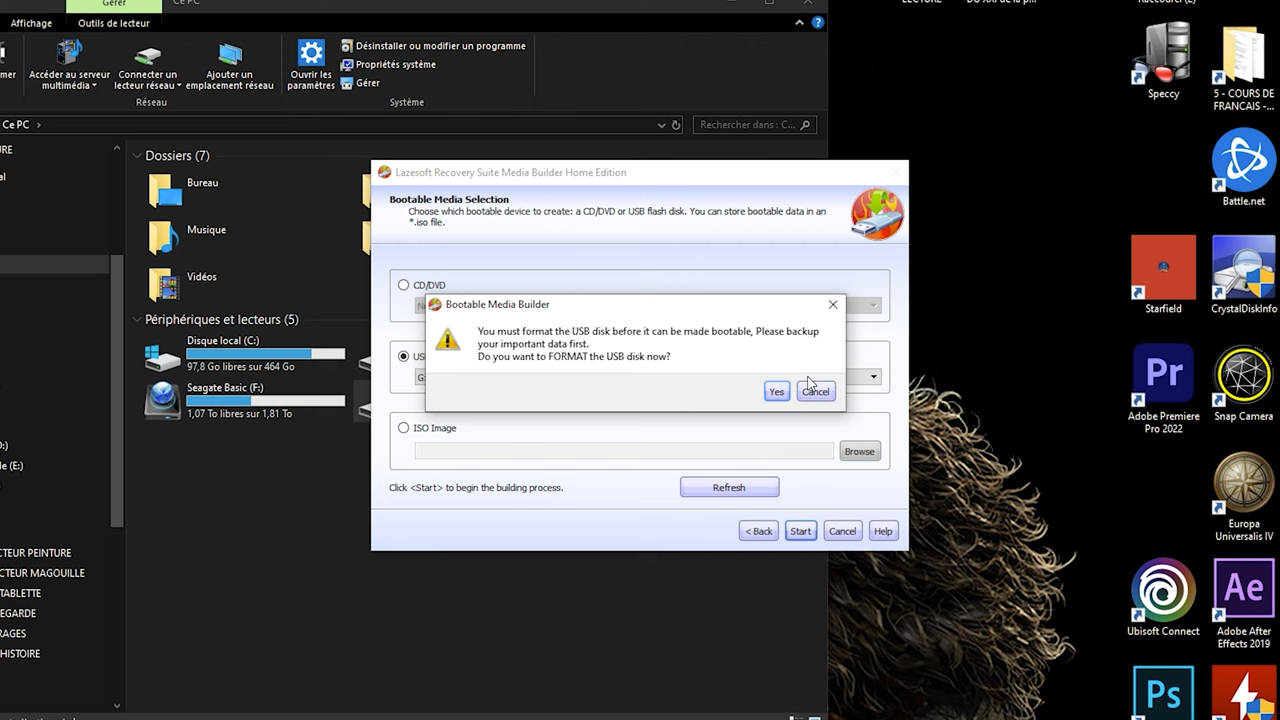 Gérer
Ce PC
Affichage
Outils de lecteur
Accéder au serveur
multimédia
Connecter un
lecteur réseau
Ajouter un
emplacement réseau
Réseau
Ouvrir les
paramètres
Désinstaller ou modifier un programme
Propriétés système
Gérer
Système
Ce PC
Rechercher dans : C...
Dossiers (7)
Bureau
Musique
Vidéos
Périphériques et lecteurs (5)
Disque local (C:)
97,8 Go libres sur 464 Go
Seagate Basic (F:)
1,07 To libres sur 1,81 To
(E:)
CTEUR PEINTURE
CTEUR MAGOUILLE
TABLETTE
EGARDE
RAGES
HISTOIRE
Lazesoft Recovery Suite Media Builder Home Edition
Bootable Media Selection
Choose which bootable device to create: a CD/DVD or USB flash disk. You can store bootable data in an
*.iso file.
CD/DVD
Bootable Media Builder
You must format the USB disk before it can be made bootable, Please backup
your important data first.
Do you want to FORMAT the USB disk now?
Yes
Cancel
US
G:
ISO Image
Browse
Click <Start> to begin the building process.
Refresh
< Back
Start
Cancel
Help
LECTURE
Speccy
5 - COURS DE
FRANCAIS -...
Battle.net
Starfield
CrystalDiskInfo
Pr
Adobe Premiere
Pro 2022
Snap Camera
Europa
Universalis IV
Ubisoft Connect
Ae
Adobe After
Effects 2019
Ps